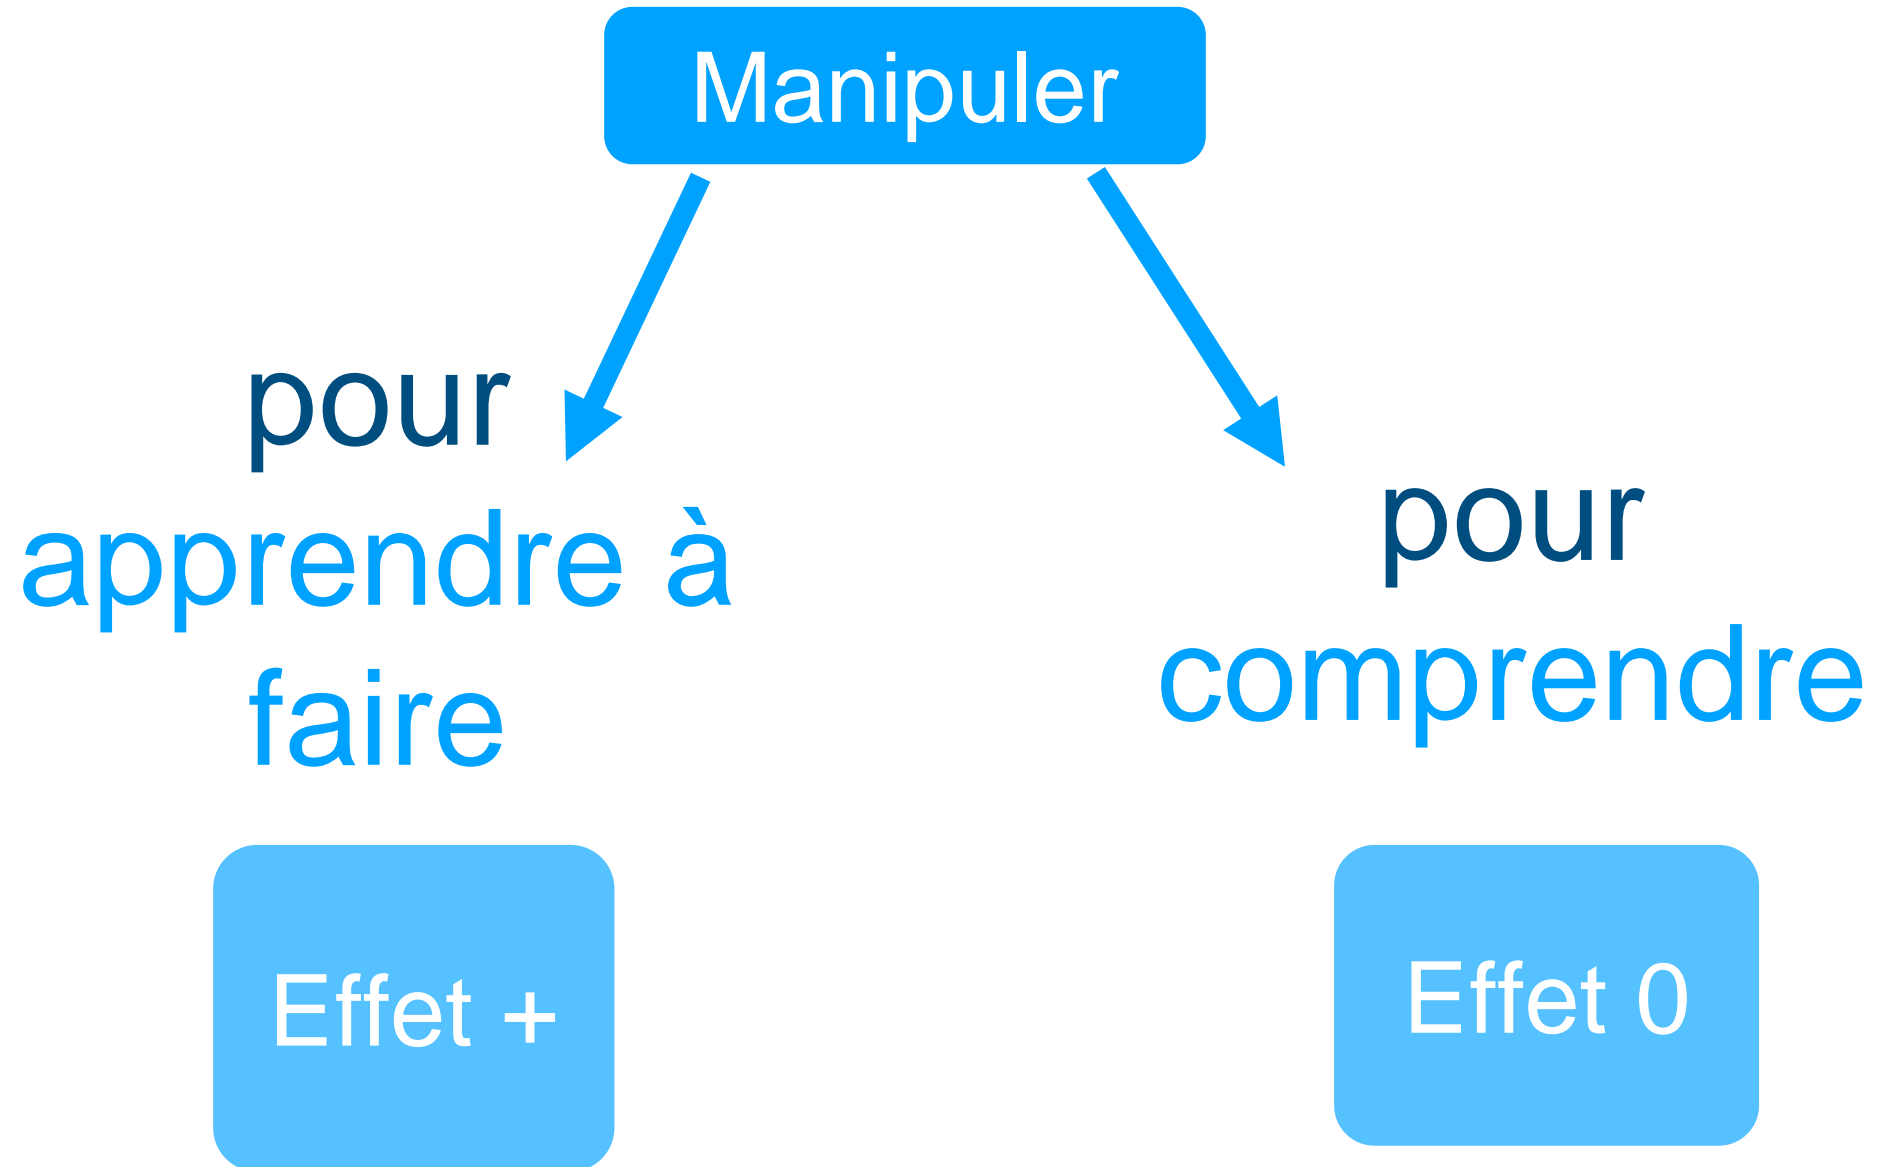 Manipuler
pour
apprendre à
faire
pour
comprendre
Effet +
Effet 0